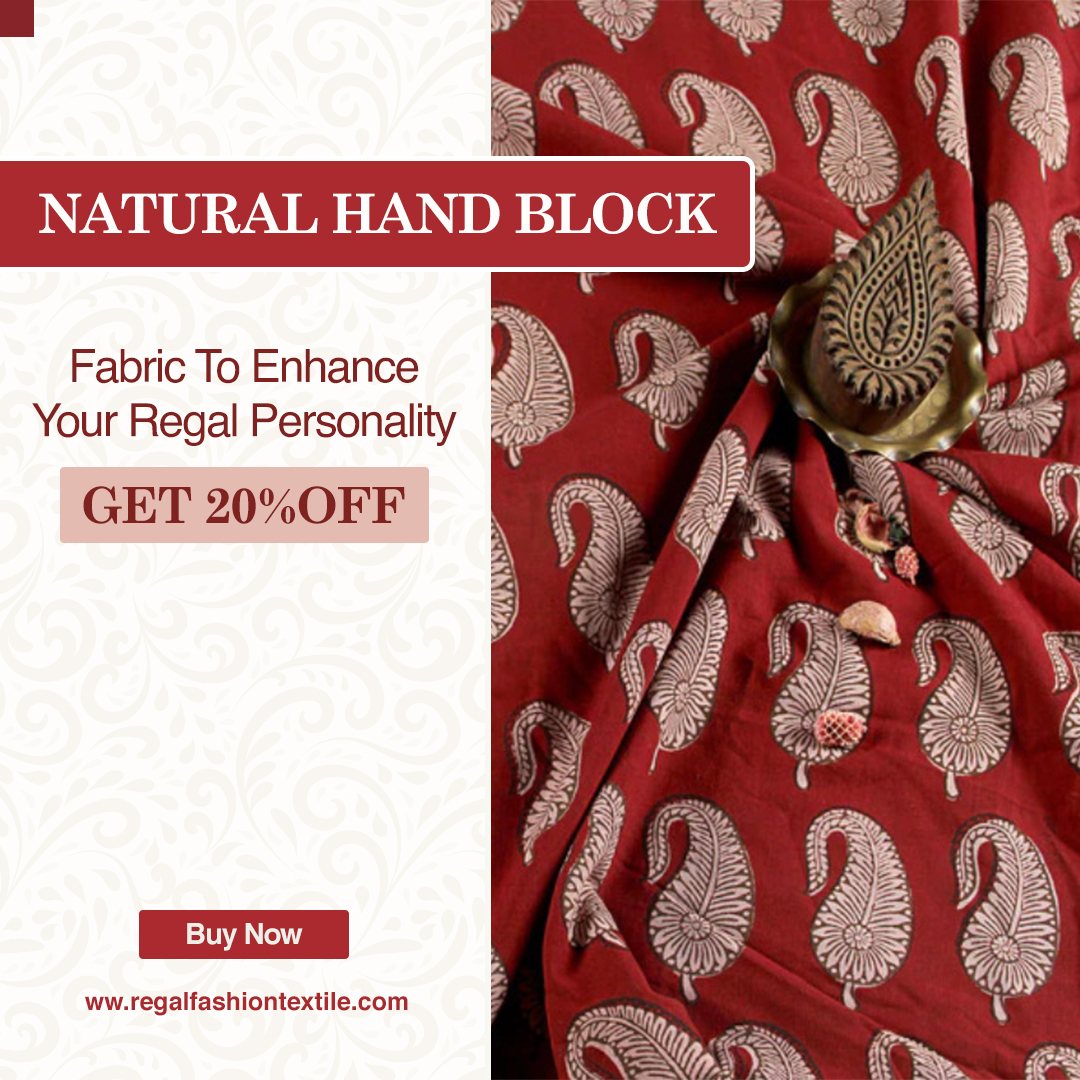 NATURAL HAND BLOCK
Fabric To Enhance
Your Regal Personality
GET 20%OFF
Buy Now
www.regalfashiontextile.com